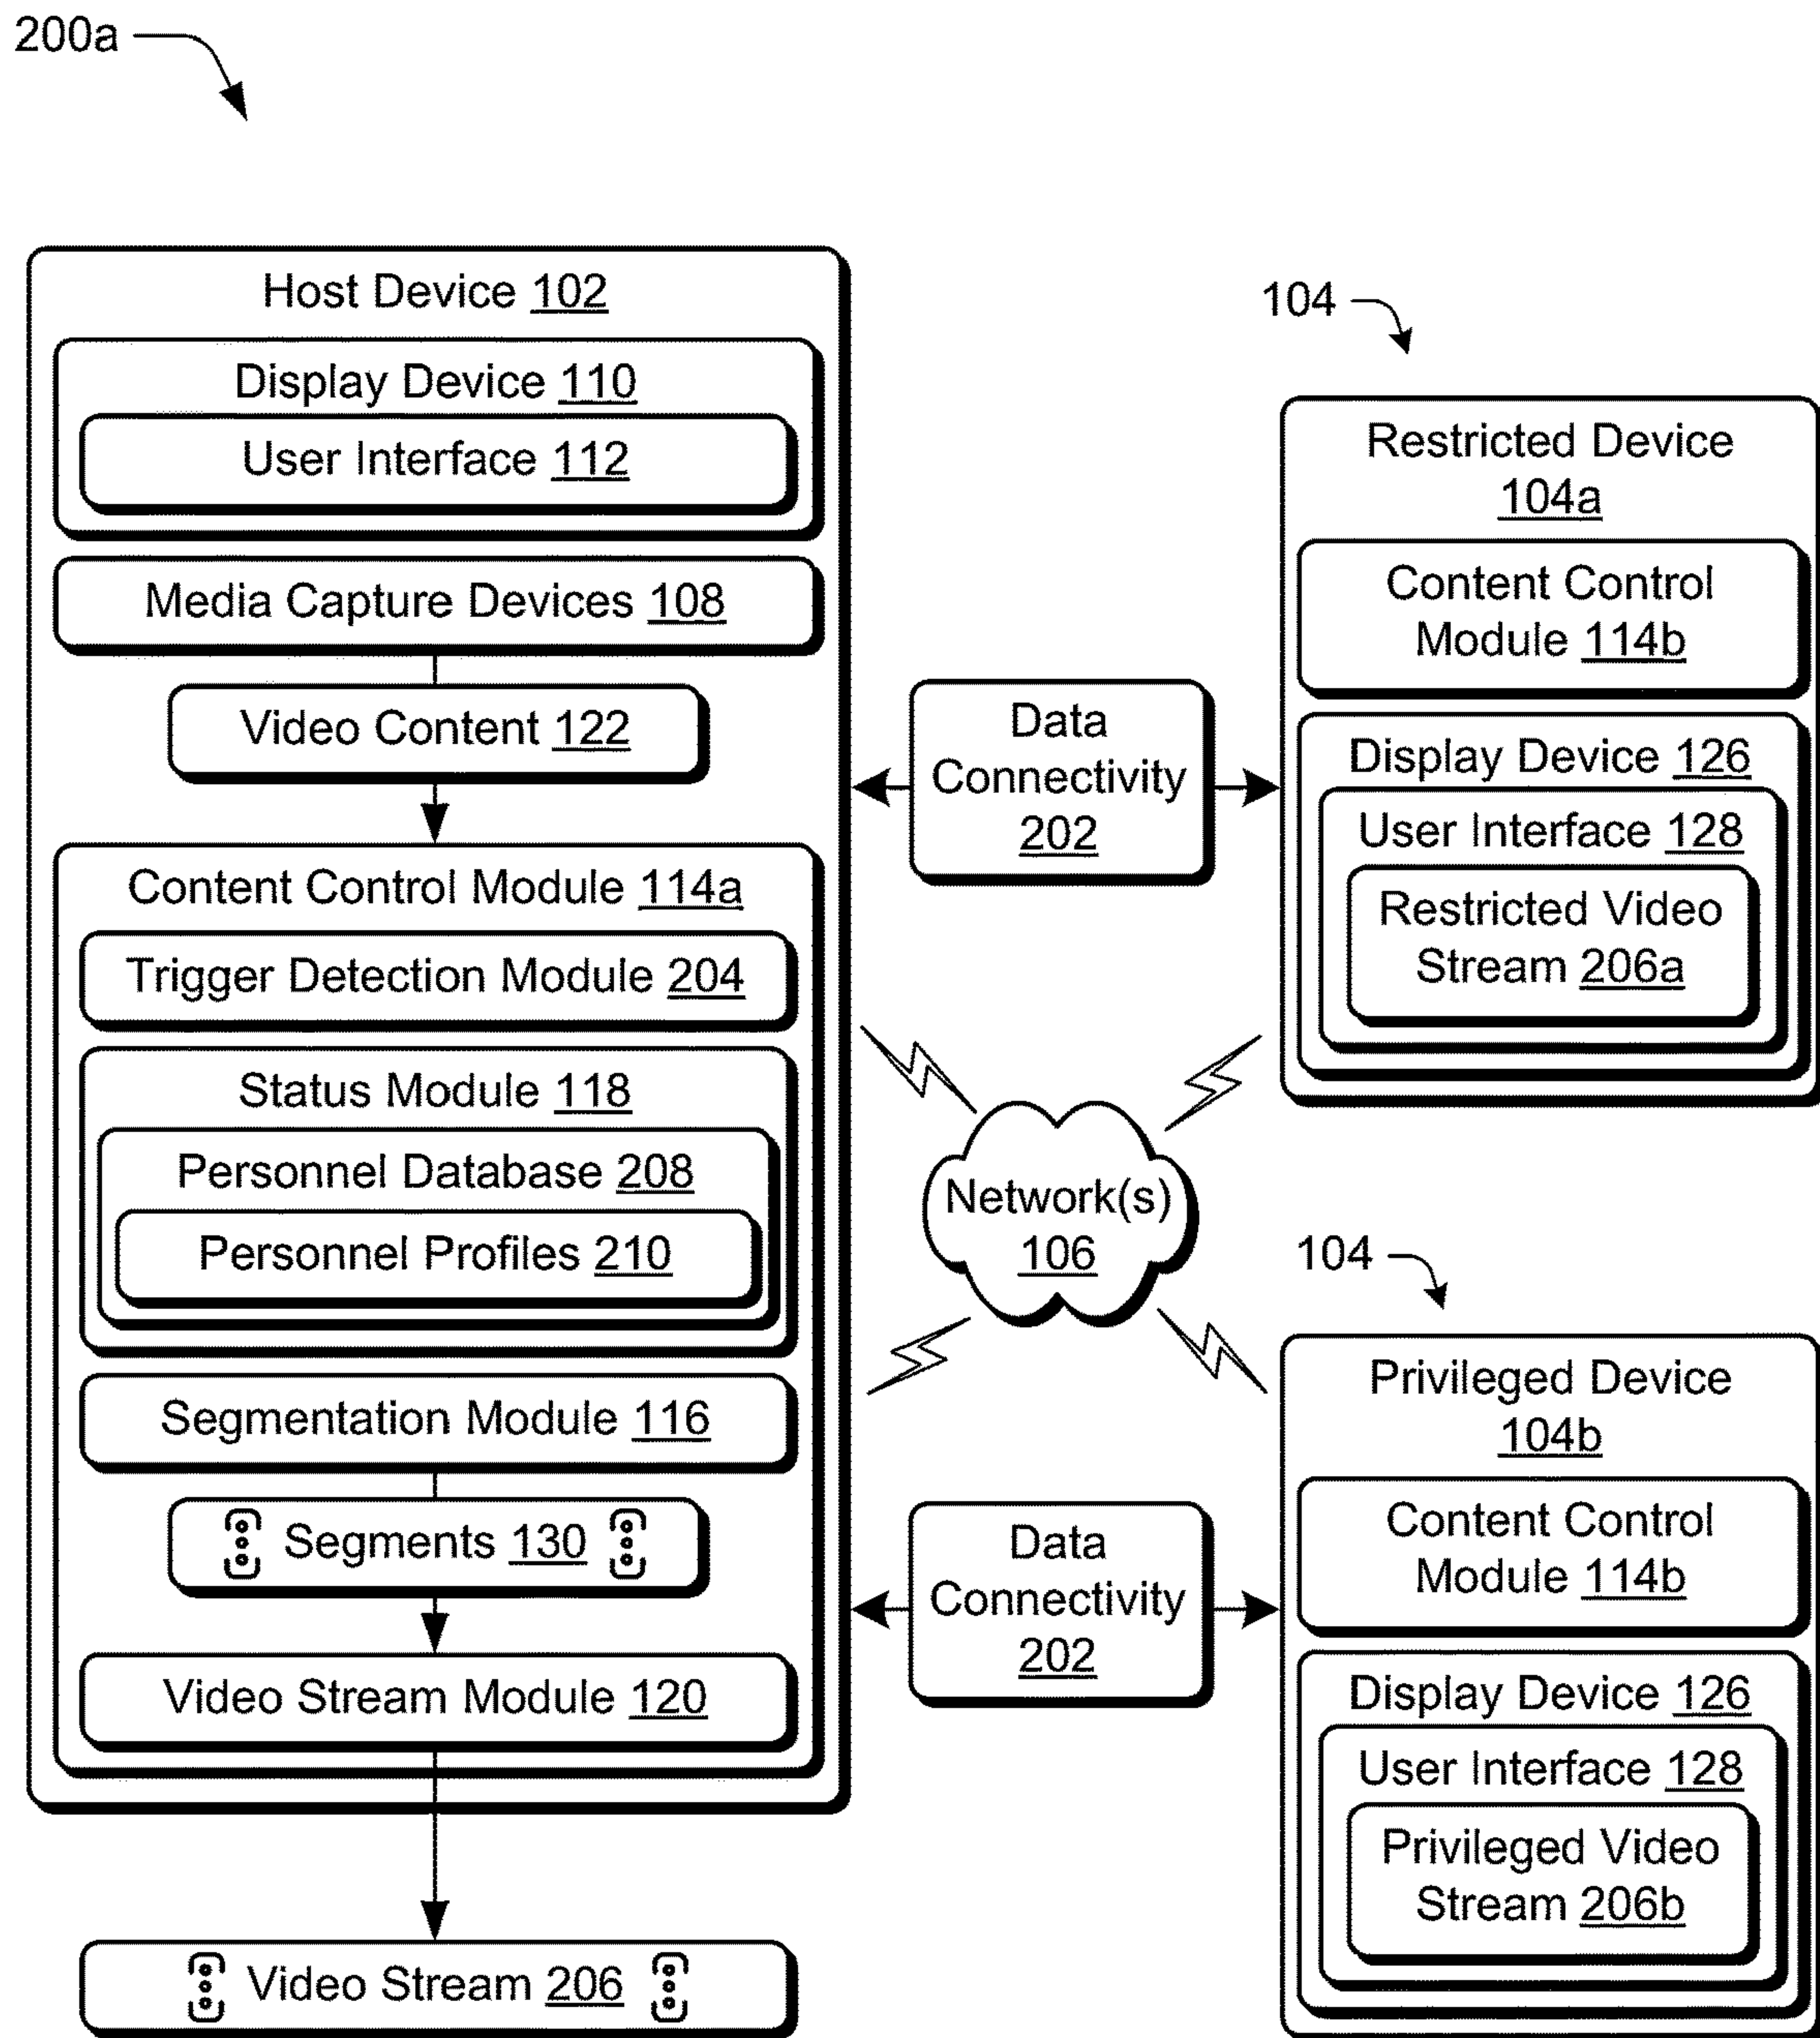 200a
Host Device 102
Display Device 110
User Interface 112
Media Capture Devices 108
Video Content 122
Content Control Module 114a
Trigger Detection Module 204
Status Module 118
Personnel Database 208
Personnel Profiles 210
Segmentation Module 116
Segments 130
Video Stream Module 120
Video Stream 206
Data
Connectivity
202
Network(s)
106
Data
Connectivity
202
104
Restricted Device
104a
Content Control
Module 114b
Display Device 126
User Interface 128
Restricted Video
Stream 206a
104
Privileged Device
104b
Content Control
Module 114b
Display Device 126
User Interface 128
Privileged Video
Stream 206b